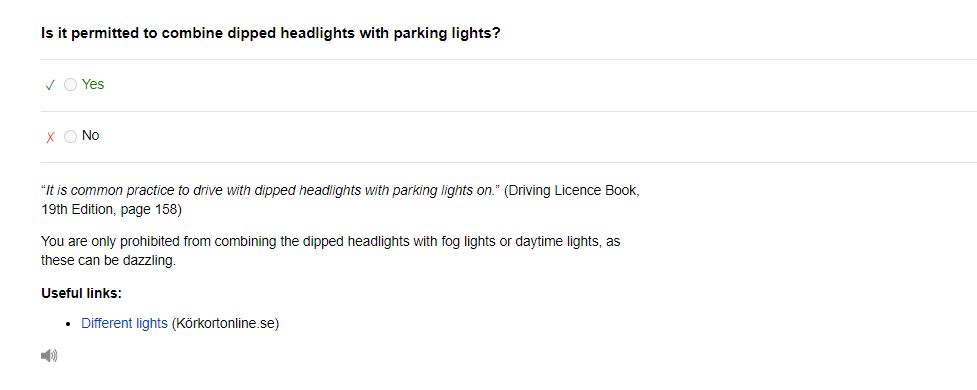 Is it permitted to combine dipped headlights with parking lights?
✓ Yes
✗ No
“It is common practice to drive with dipped headlights with parking lights on.” (Driving Licence Book,
19th Edition, page 158)
You are only prohibited from combining the dipped headlights with fog lights or daytime lights, as
these can be dazzling.
Useful links:
• Different lights (Körkortonline.se)